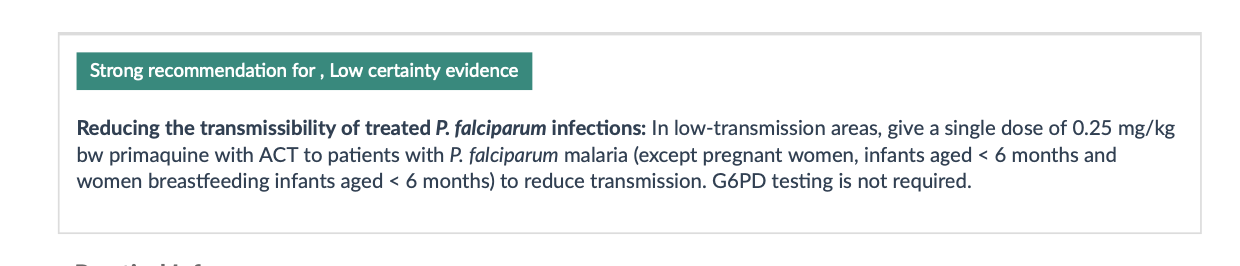 Strong recommendation for , Low certainty evidence
Reducing the transmissibility of treated P. falciparum infections: In low-transmission areas, give a single dose of 0.25 mg/kg
bw primaquine with ACT to patients with P. falciparum malaria (except pregnant women, infants aged < 6 months and
women breastfeeding infants aged < 6 months) to reduce transmission. G6PD testing is not required.